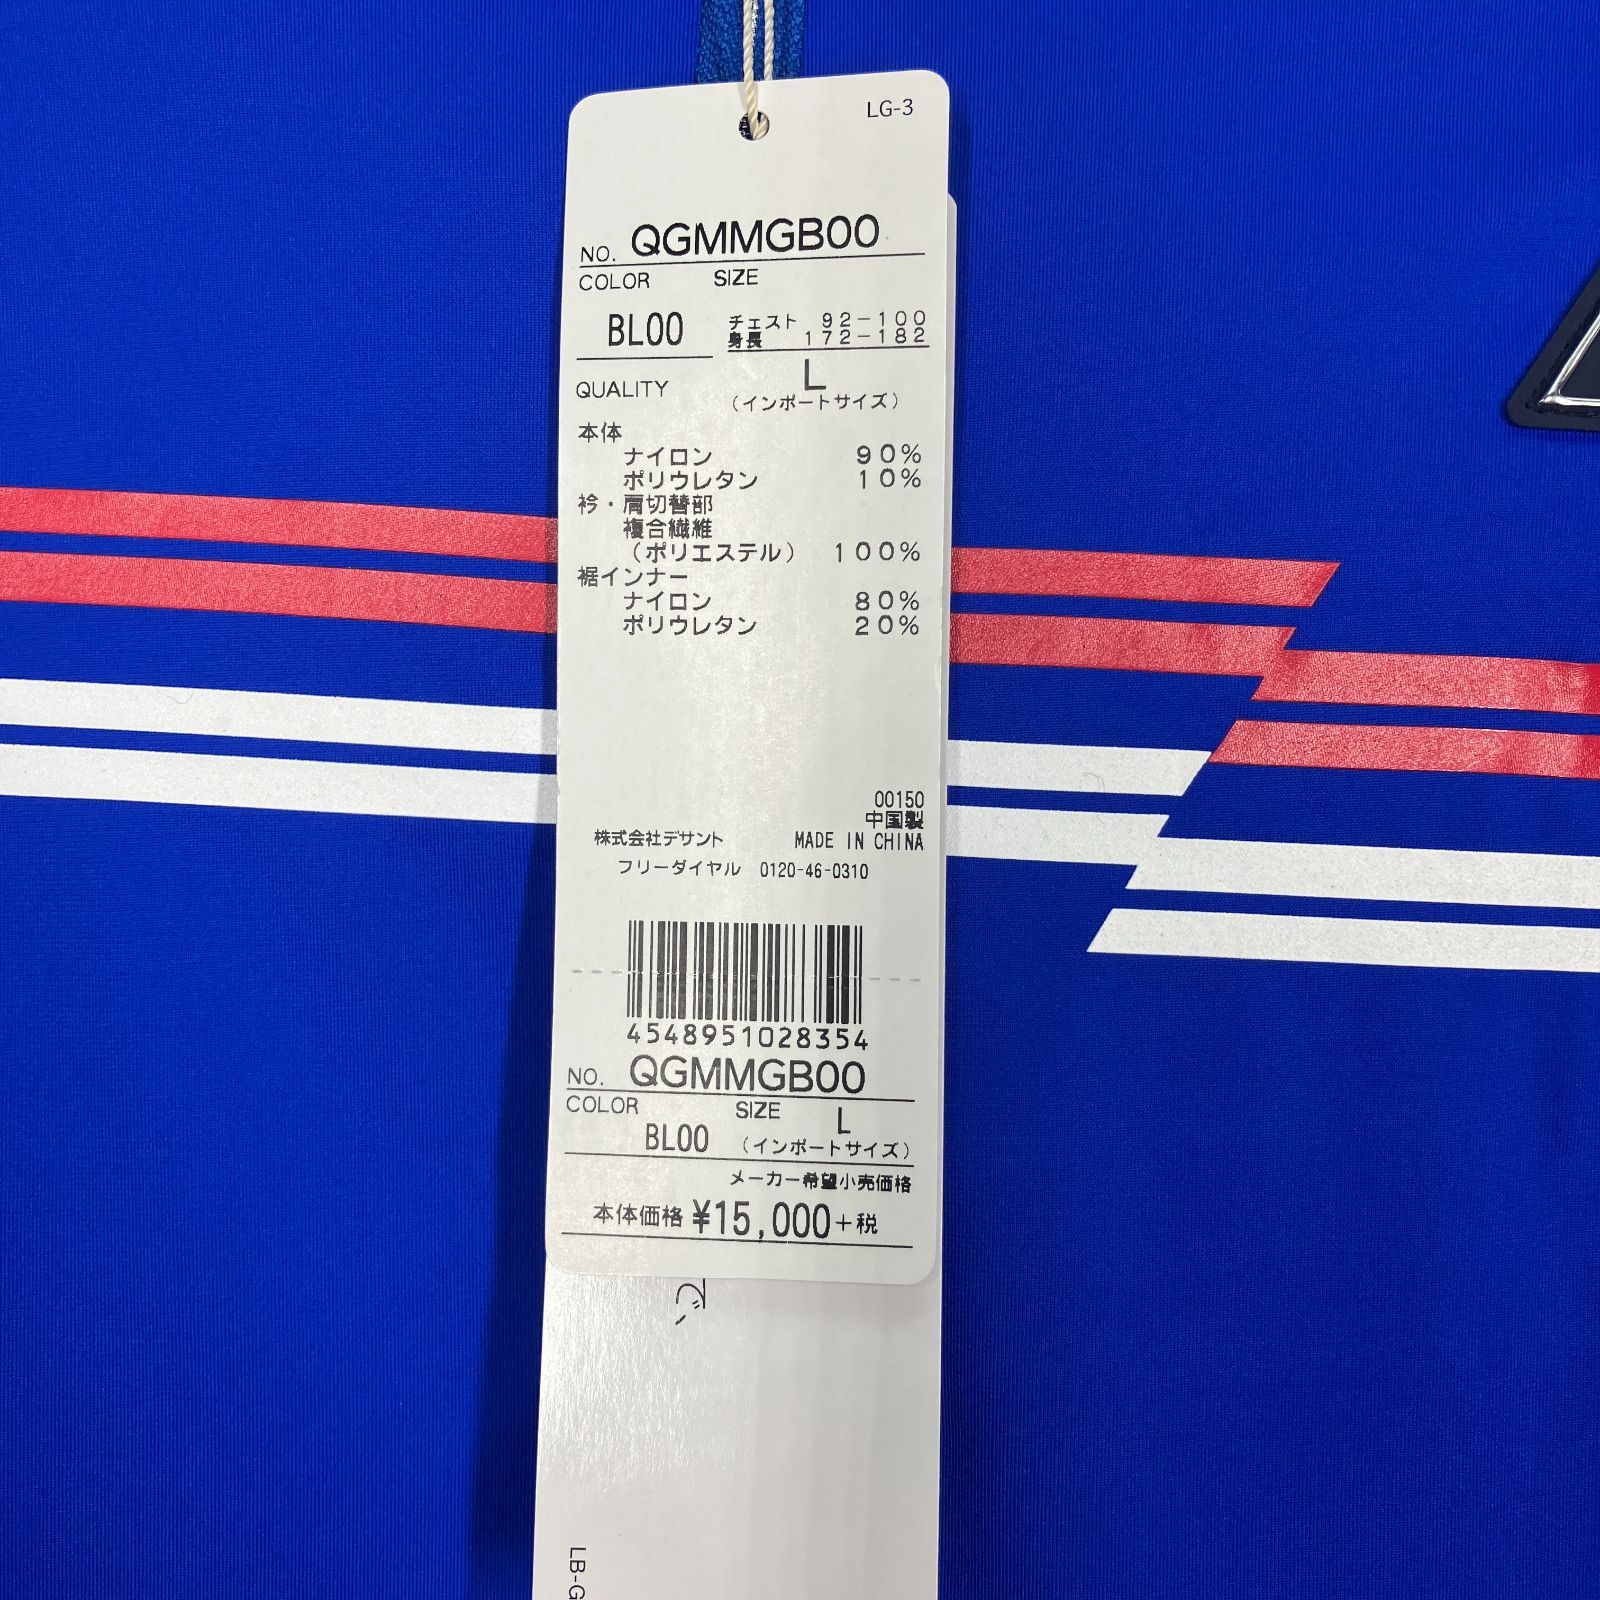 LG-3
NO. QGMMGB00
COLOR SIZE
BL00
チェスト 92-100
身長 172-182
L
QUALITY
(インポートサイズ)
本体
ナイロン 90%
ポリウレタン 10%
衿・肩切替部
複合繊維
(ポリエステル) 100%
裾インナー
ナイロン 80%
ポリウレタン 20%
00150
中国製
株式会社デサント MADE IN CHINA
フリーダイヤル 0120-46-0310
4548951028354
NO. QGMMGB00
COLOR SIZE L
BL00 (インポートサイズ)
メーカー希望小売価格
本体価格 ¥15,000+税
LB-G